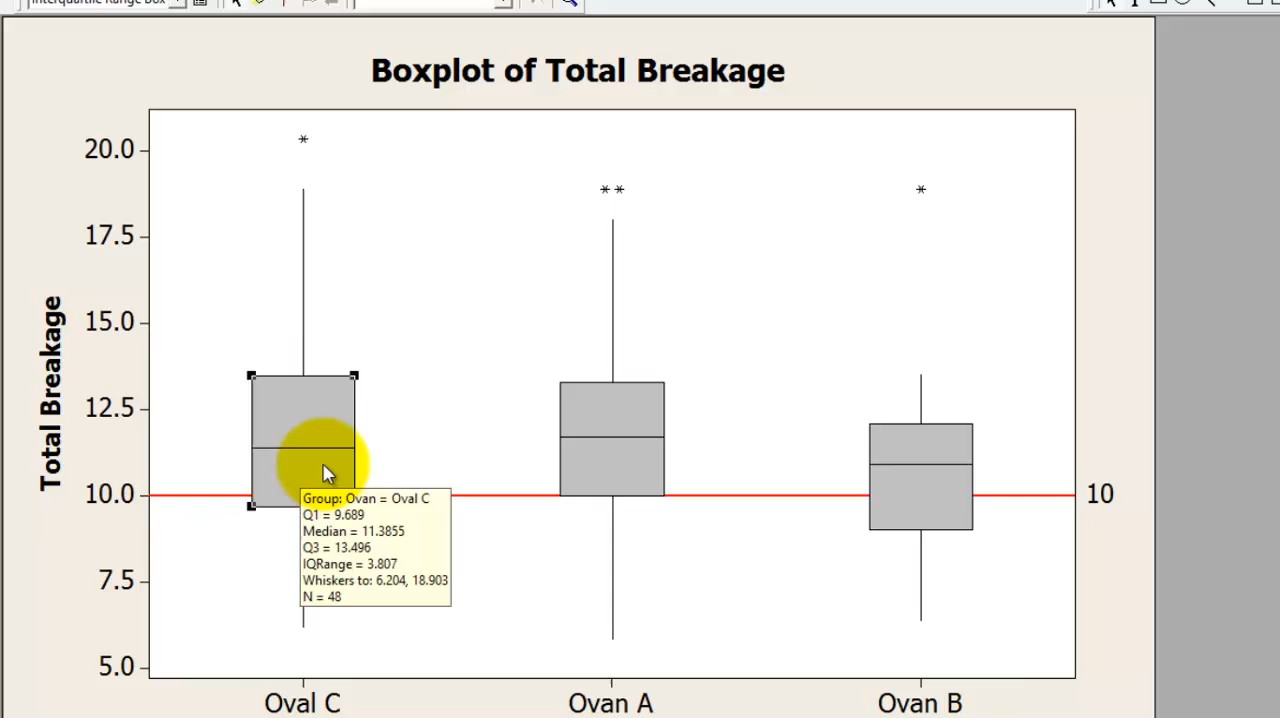 Interquartile Range Box
Boxplot of Total Breakage
20.0
17.5
15.0
12.5
10.0
7.5
5.0
Total Breakage
10
Group: Ovan = Oval C
Q1 = 9.689
Median = 11.3855
Q3 = 13.496
IQRange = 3.807
Whiskers to: 6.204, 18.903
N = 48
Oval C Ovan A Ovan B